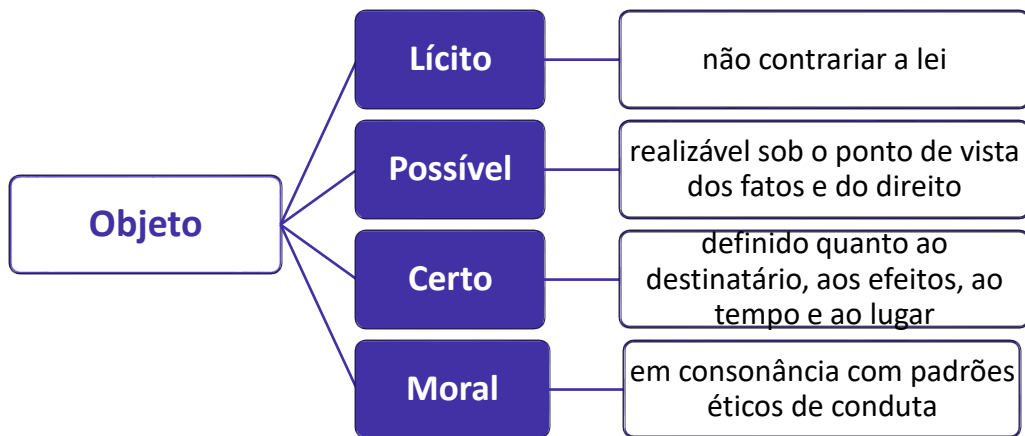 Objeto
Lícito
não contrariar a lei
Possível
realizável sob o ponto de vista
dos fatos e do direito
Certo
definido quanto ao
destinatário, aos efeitos, ao
tempo e ao lugar
Moral
em consonância com padrões
éticos de conduta